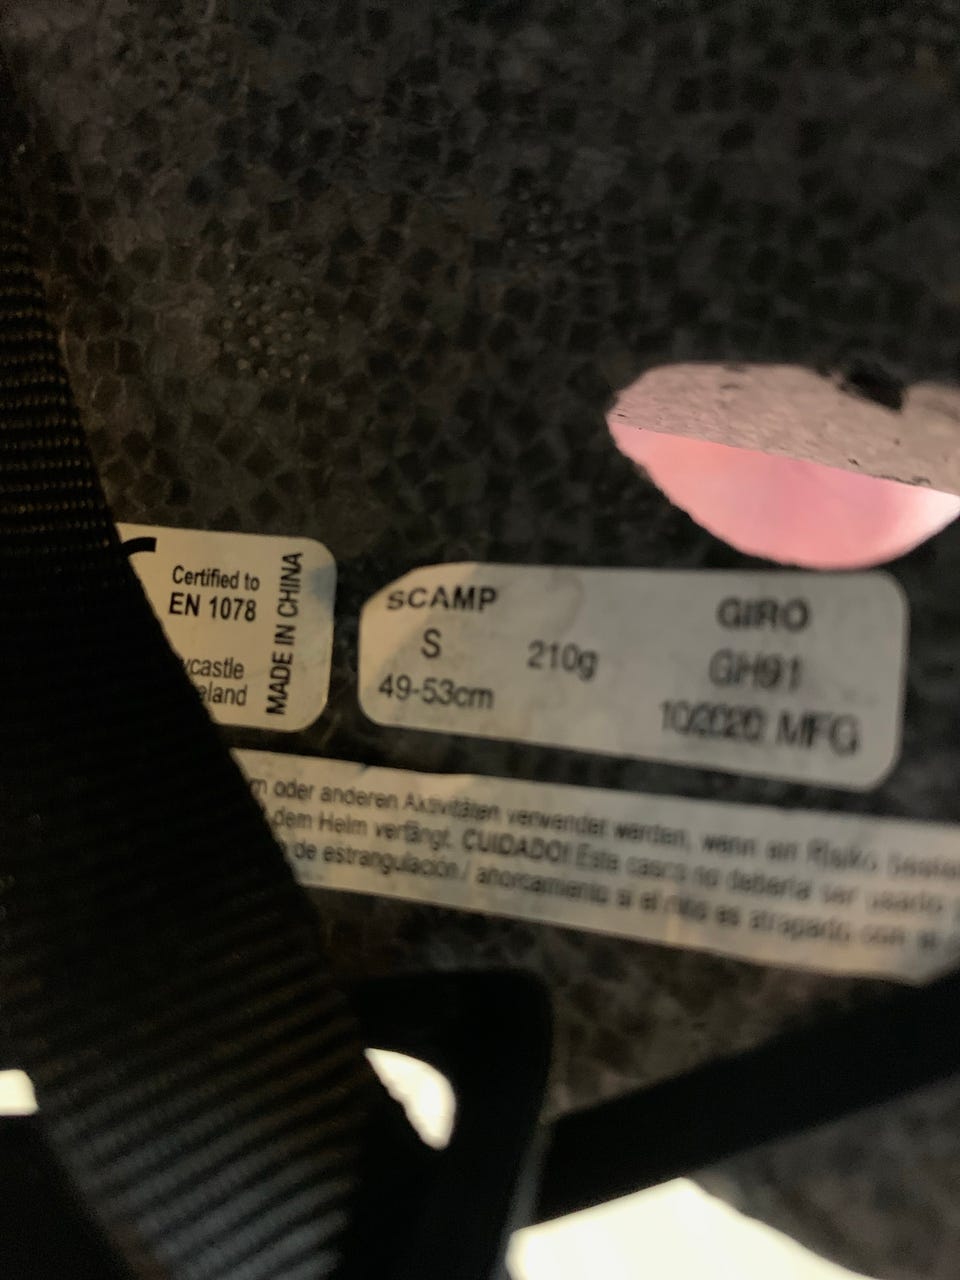 Certified to
EN 1078
MADE IN CHINA
castle
eland
SCAMP
S
49-53cm
210g
GIRO
GH91
10/2020 MFG
oder anderen Aktivitäten verwendet werden, wenn ein Risiko
dem Helm verfängt. CUIDADO! Este casco no debería ser usado
de estrangulación / ahorcamiento si el niño es atrapado con